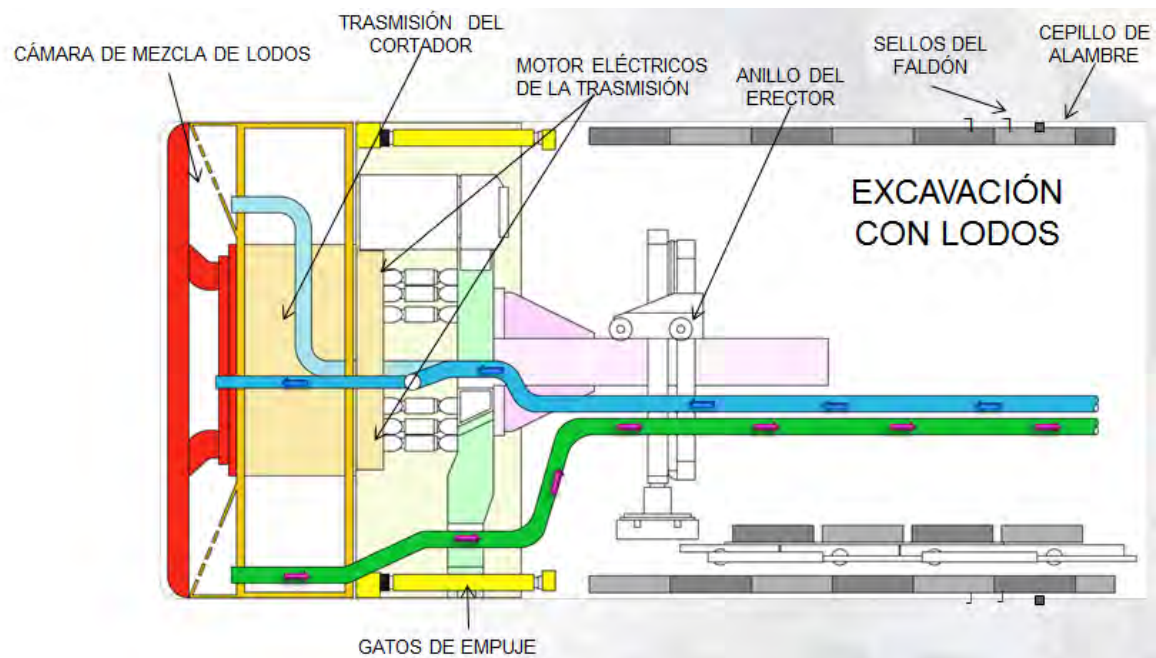 TRASMISIÓN DEL
CORTADOR
CÁMARA DE MEZCLA DE LODOS
MOTOR ELÉCTRICOS
DE LA TRASMISIÓN
ANILLO DEL
ERECTOR
SELLOS DEL
FALDÓN
CEPILLO DE
ALAMBRE
EXCAVACIÓN
CON LODOS
GATOS DE EMPUJE